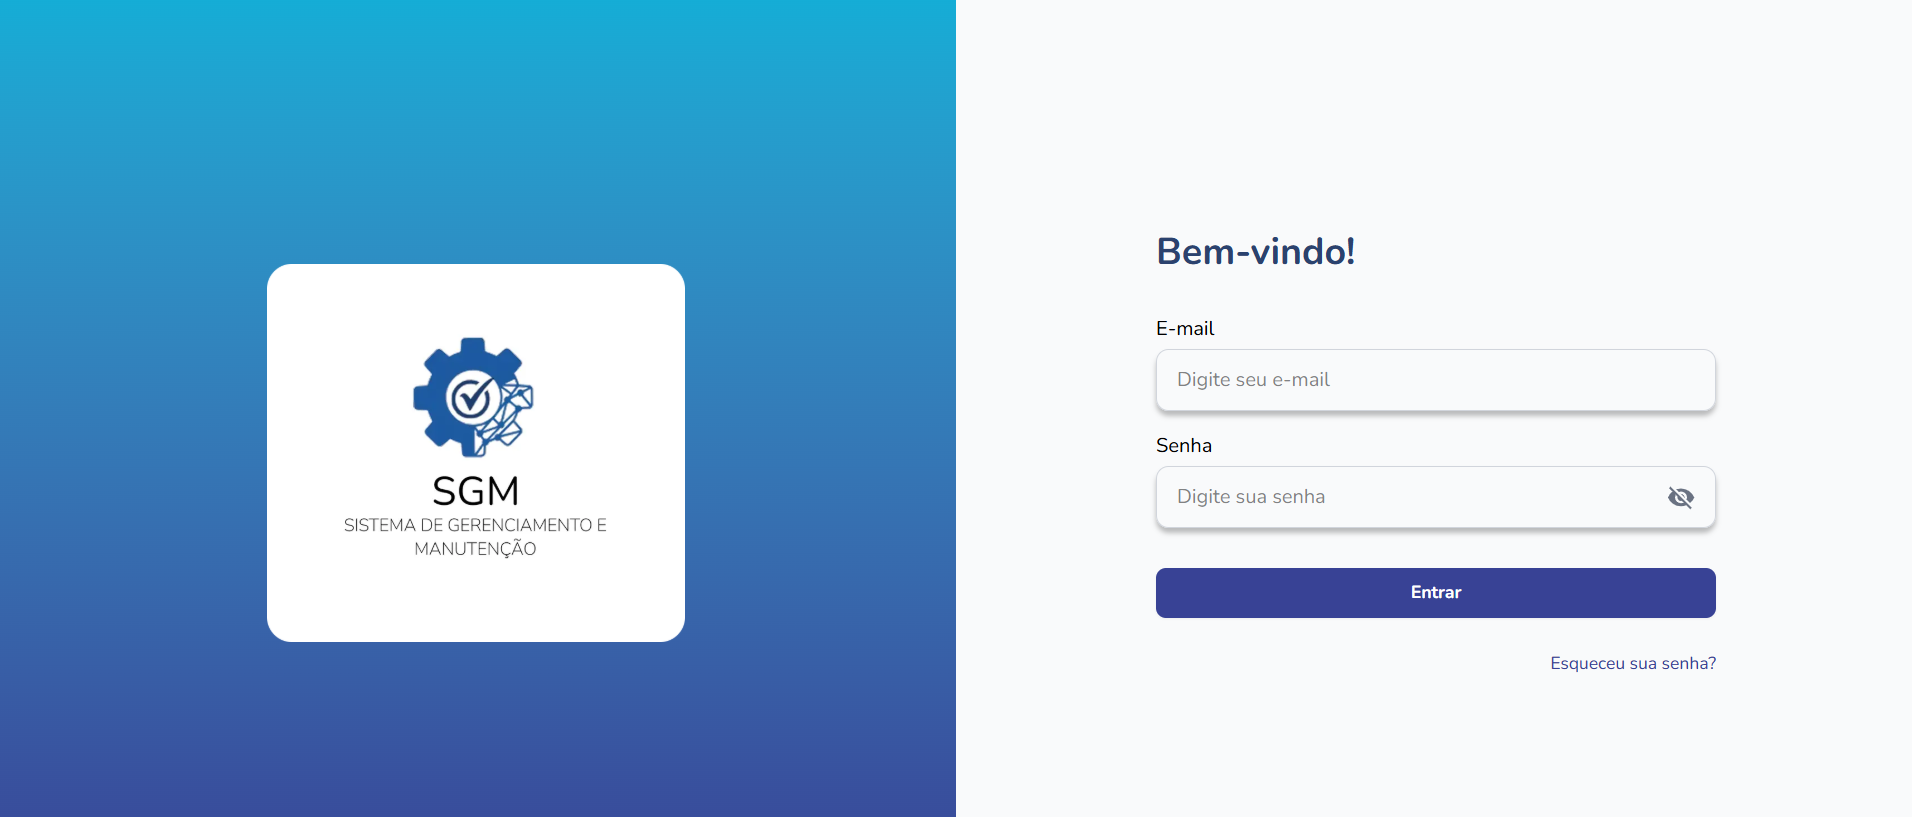 SGM
SISTEMA DE GERENCIAMENTO E
MANUTENÇÃO
Bem-vindo!
E-mail
Digite seu e-mail
Senha
Digite sua senha
Entrar
Esqueceu sua senha?